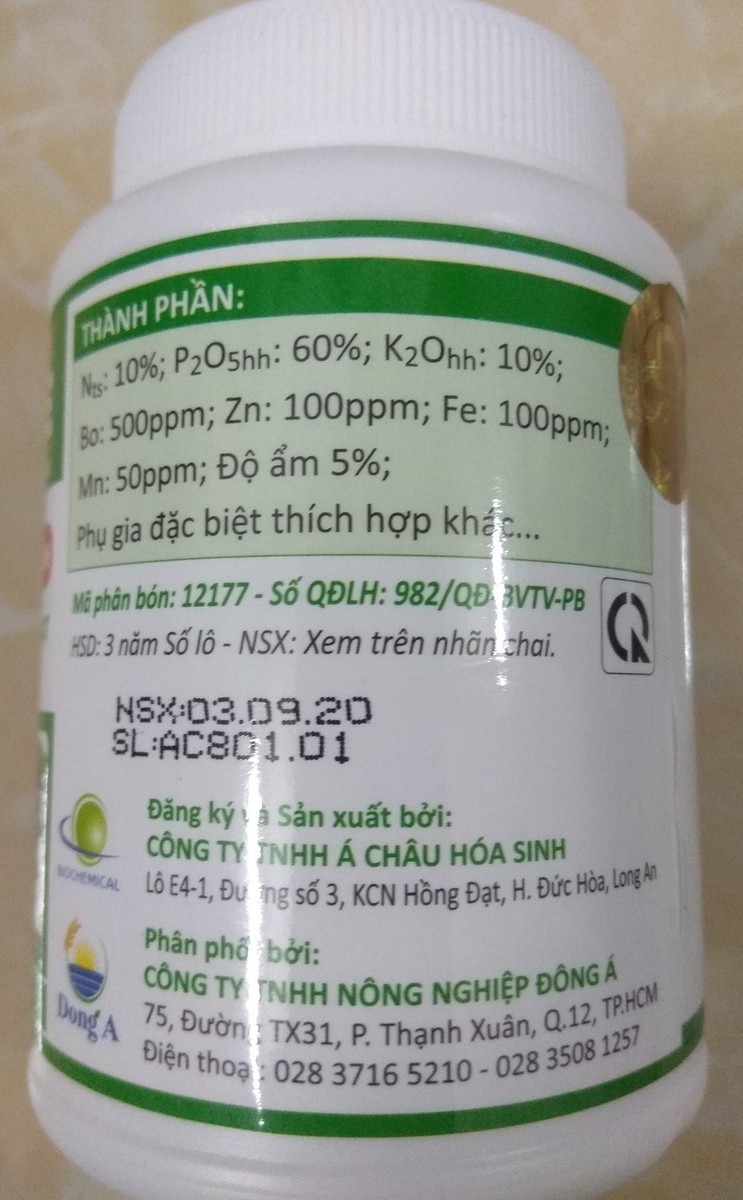 THÀNH PHẦN:
Nts: 10%; P2O5hh: 60%; K2Ohh: 10%;
Bo: 500ppm; Zn: 100ppm; Fe: 100ppm;
Mn: 50ppm; Độ ẩm 5%;
Phụ gia đặc biệt thích hợp khác...
Mã phân bón: 12177 - Số QĐLH: 982/QĐ-BVTV-PB
HSD: 3 năm Số lô - NSX: Xem trên nhãn chai.
NSX:03.09.20
SL:AC801.01
Đăng ký và Sản xuất bởi:
CÔNG TY TNHH Á CHÂU HÓA SINH
BIOCHEMICAL
Lô E4-1, Đường số 3, KCN Hồng Đạt, H. Đức Hòa, Long An
Phân phối bởi:
CÔNG TY TNHH NÔNG NGHIỆP ĐÔNG Á
Dong A
75, Đường TX31, P. Thạnh Xuân, Q.12, TP.HCM
Điện thoại: 028 3716 5210 - 028 3508 1257